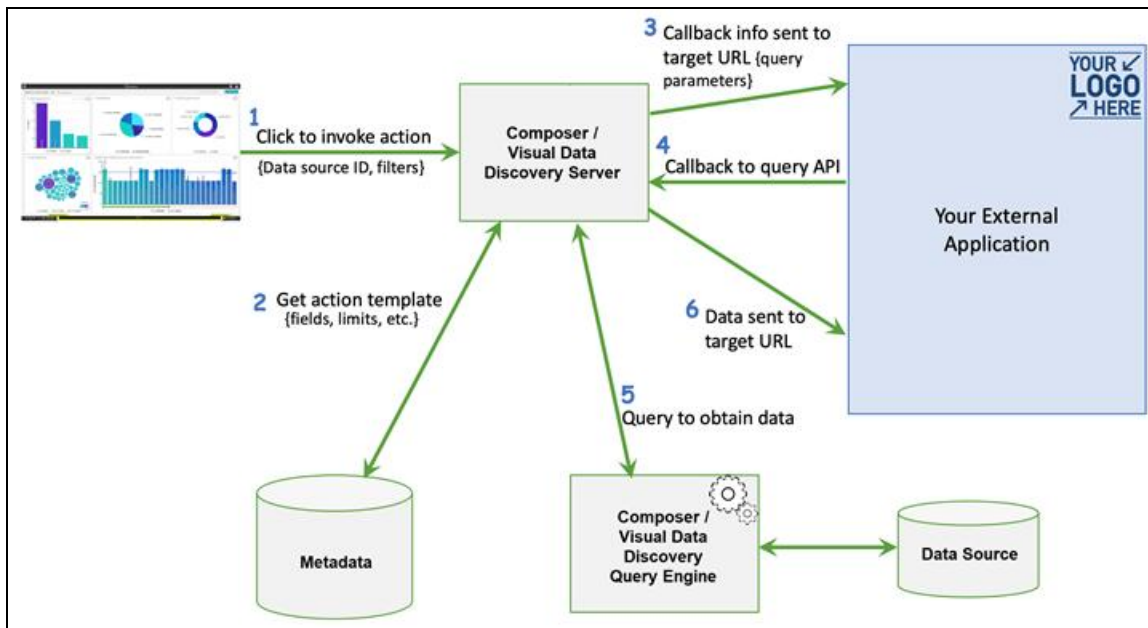 3 Callback info sent to
target URL {query
parameters}
YOUR
LOGO
HERE
1
Click to invoke action
{Data source ID, filters}
Composer /
Visual Data
Discovery Server
4
Callback to query API
Your External
Application
2 Get action template
{fields, limits, etc.}
6 Data sent to
target URL
5
Query to obtain data
Metadata
Composer /
Visual Data
Discovery
Query Engine
Data Source